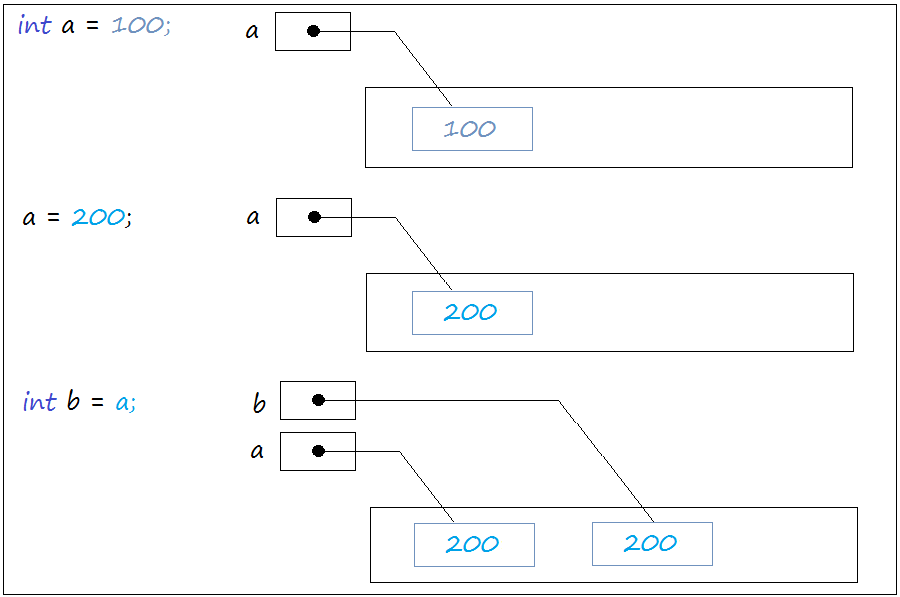 int a = 100;
a
100
a = 200;
a
200
int b = a;
b
a
200
200